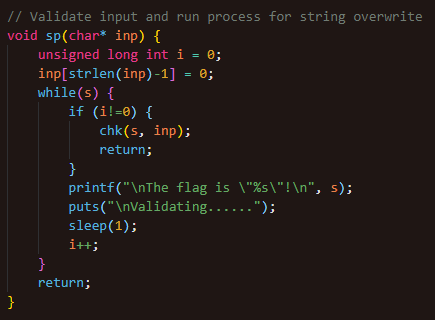 // Validate input and run process for string overwrite
void sp(char* inp) {
    unsigned long int i = 0;
    inp[strlen(inp)-1] = 0;
    while(s) {
        if (i!=0) {
            chk(s, inp);
            return;
        }
        printf("\nThe flag is \"%s\"!\n", s);
        puts("\nValidating......");
        sleep(1);
        i++;
    }
    return;
}